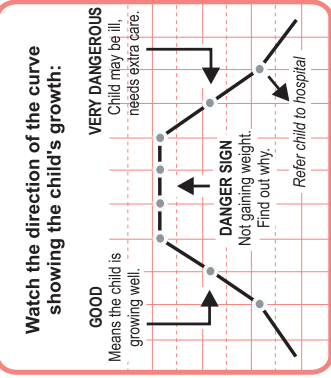 Watch the direction of the curve
showing the child's growth:
GOOD
Means the child is
growing well.
DANGER SIGN
Not gaining weight.
Find out why.
VERY DANGEROUS
Child may be ill,
needs extra care.
Refer child to hospital